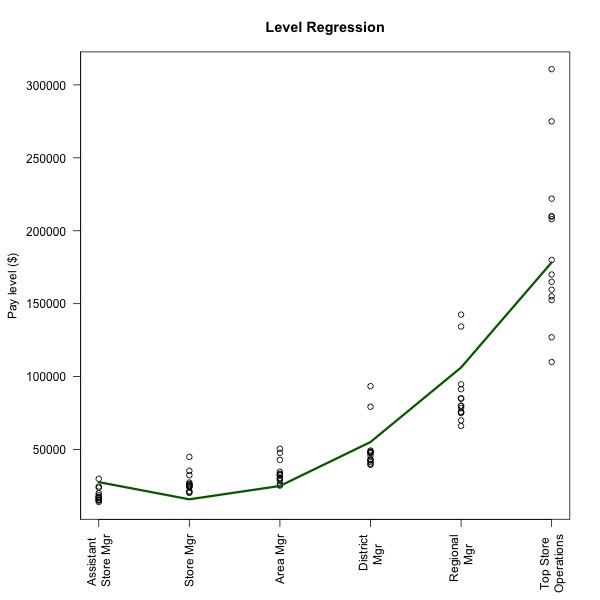 Level Regression
Pay level ($)
300000
250000
200000
150000
100000
50000
Assistant
Store Mgr
Store Mgr
Area Mgr
District
Mgr
Regional
Mgr
Top Store
Operations